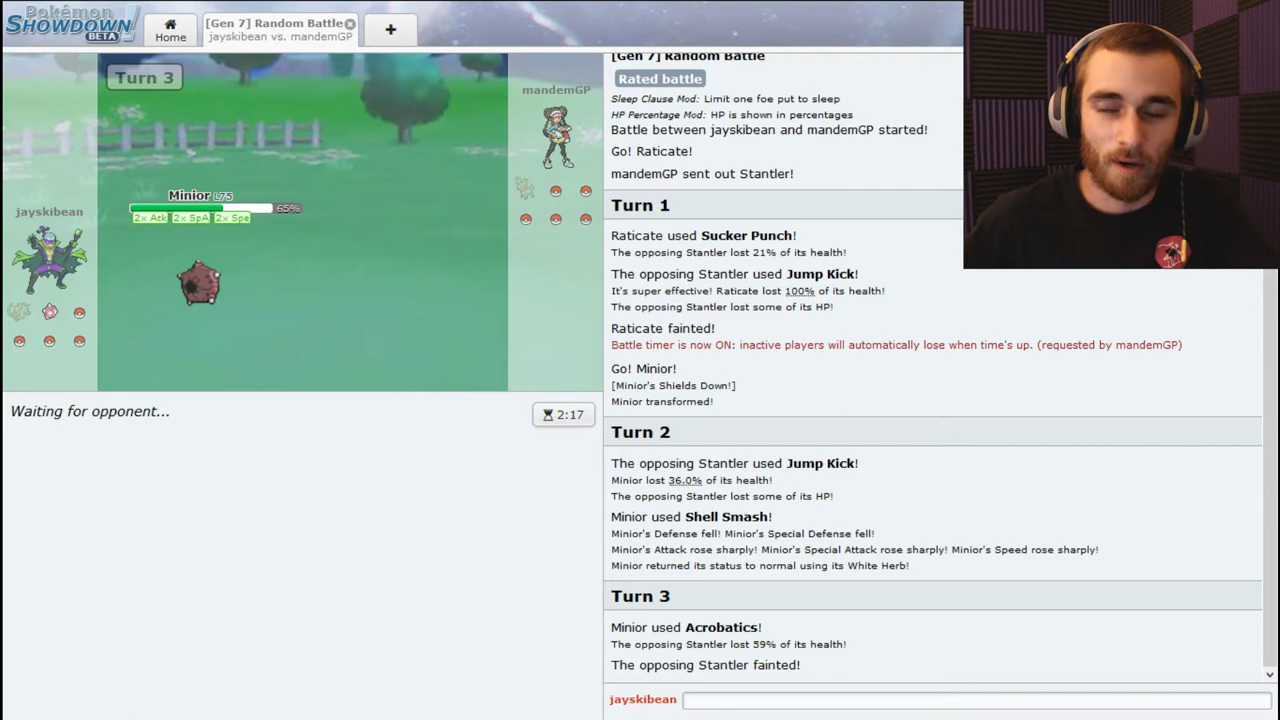 Pokémon
SHOWDOWN!
BETA
Home
[Gen 7] Random Battle
jayskibean vs. mandemGP
+
Turn 3
mandemGP
Minior L75
65%
2x Atk 2x SpA 2x Spe
jayskibean
Waiting for opponent...
2:17
[Gen 7] Random Battle
Rated battle
Sleep Clause Mod: Limit one foe put to sleep
HP Percentage Mod: HP is shown in percentages
Battle between jayskibean and mandemGP started!
Go! Raticate!
mandemGP sent out Stantler!
Turn 1
Raticate used Sucker Punch!
The opposing Stantler lost 21% of its health!
The opposing Stantler used Jump Kick!
It's super effective! Raticate lost 100% of its health!
The opposing Stantler lost some of its HP!
Raticate fainted!
Battle timer is now ON: inactive players will automatically lose when time's up. (requested by mandemGP)
Go! Minior!
[Minior's Shields Down!]
Minior transformed!
Turn 2
The opposing Stantler used Jump Kick!
Minior lost 36.0% of its health!
The opposing Stantler lost some of its HP!
Minior used Shell Smash!
Minior's Defense fell! Minior's Special Defense fell!
Minior's Attack rose sharply! Minior's Special Attack rose sharply! Minior's Speed rose sharply!
Minior returned its status to normal using its White Herb!
Turn 3
Minior used Acrobatics!
The opposing Stantler lost 59% of its health!
The opposing Stantler fainted!
jayskibean